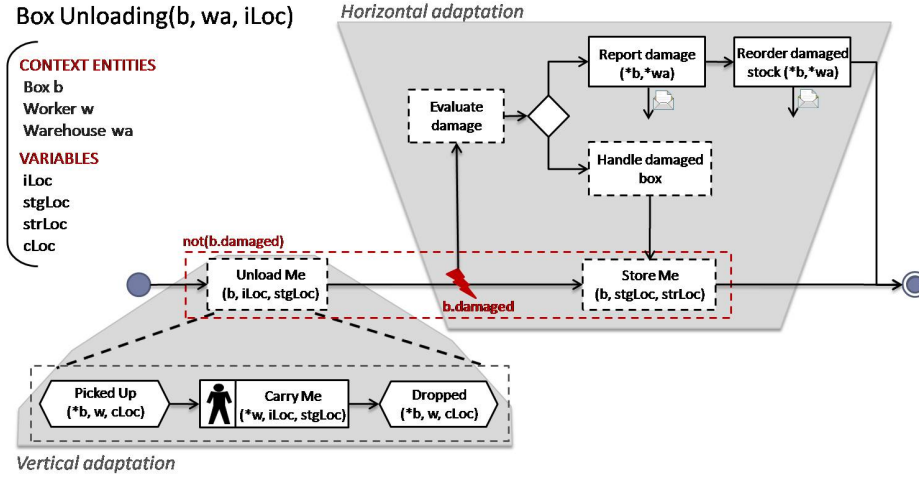 Box Unloading(b, wa, iLoc)
Horizontal adaptation
CONTEXT ENTITIES
Box b
Worker w
Warehouse wa
VARIABLES
iLoc
stgLoc
strLoc
cLoc
Report damage
(*b,*wa)
Reorder damaged
stock (*b,*wa)
Evaluate
damage
Handle damaged
box
not(b.damaged)
Unload Me
(b, iLoc, stgLoc)
b.damaged
Store Me
(b, stgLoc, strLoc)
Picked Up
(*b, w, cLoc)
Carry Me
(*w, iLoc, stgLoc)
Dropped
(*b, w, cLoc)
Vertical adaptation